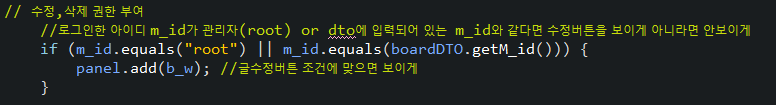 // 수정,삭제 권한 부여
//로그인한 아이디 m_id가 관리자(root) or dto에 입력되어 있는 m_id와 같다면 수정버튼을 보이게 아니라면 안보이게
if (m_id.equals("root") || m_id.equals(boardDTO.getM_id())) {
panel.add(b_w); //글수정버튼 조건에 맞으면 보이게
}